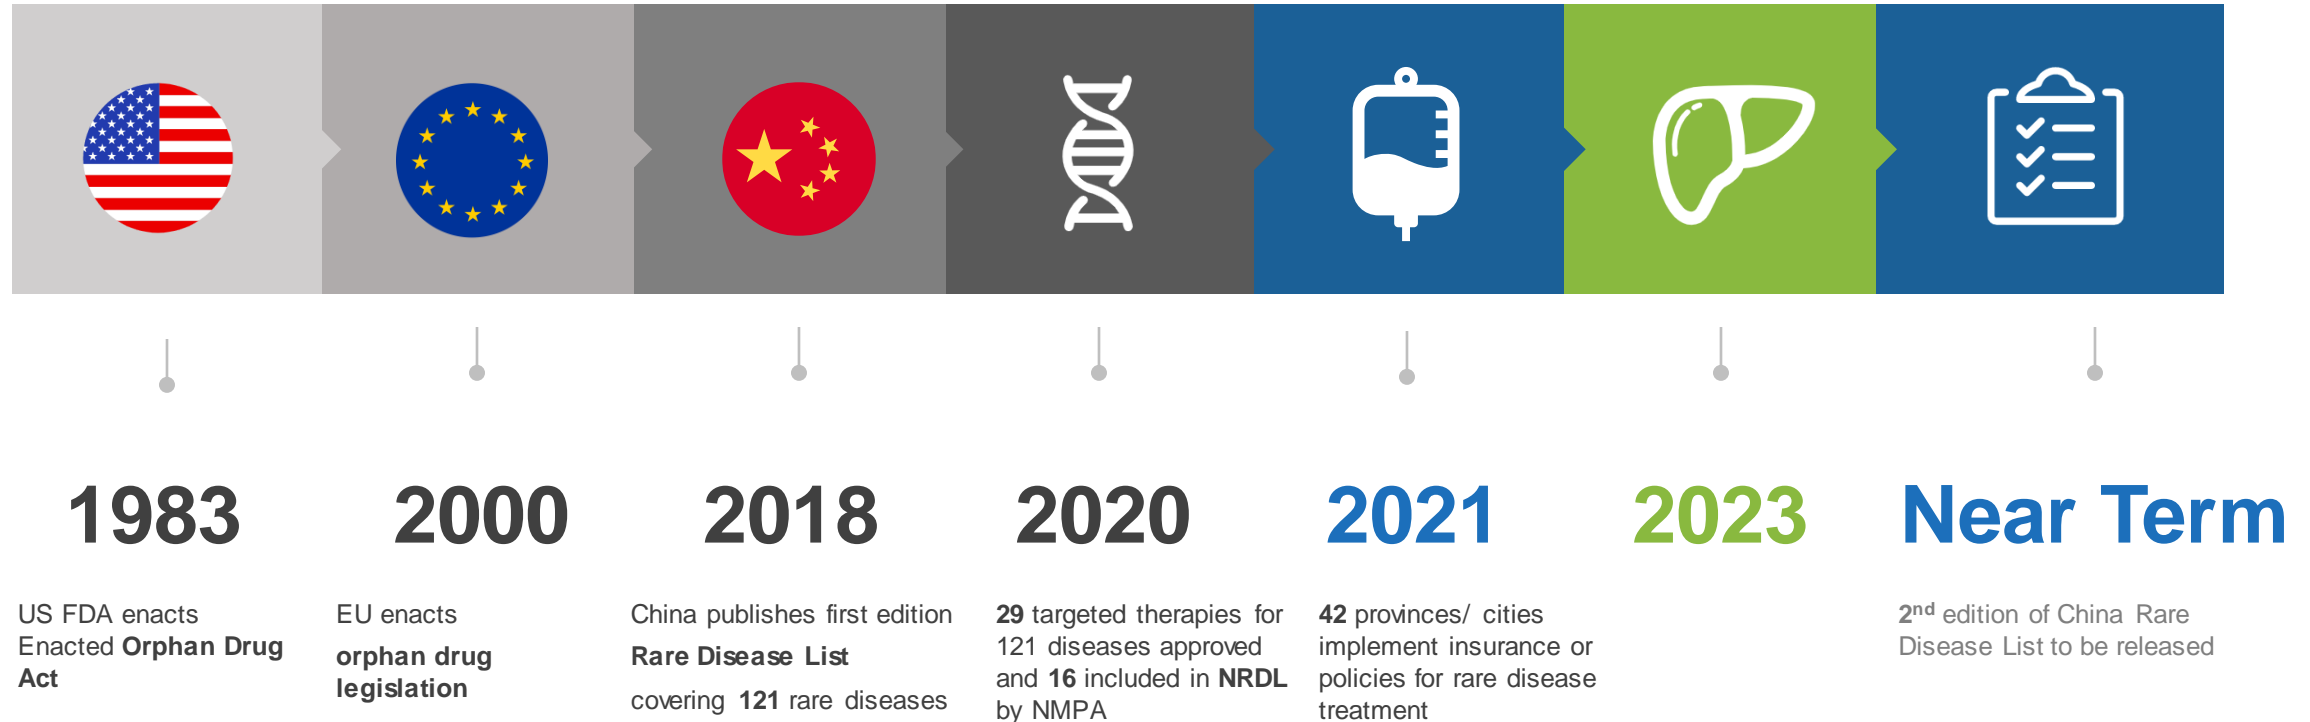 1983
US FDA enacts
Enacted Orphan Drug
Act
2000
EU enacts
orphan drug
legislation
2018
China publishes first edition
Rare Disease List
covering 121 rare diseases
2020
29 targeted therapies for
121 diseases approved
and 16 included in NRDL
by NMPA
2021
42 provinces/ cities
implement insurance or
policies for rare disease
treatment
2023
Near Term
2nd edition of China Rare
Disease List to be released